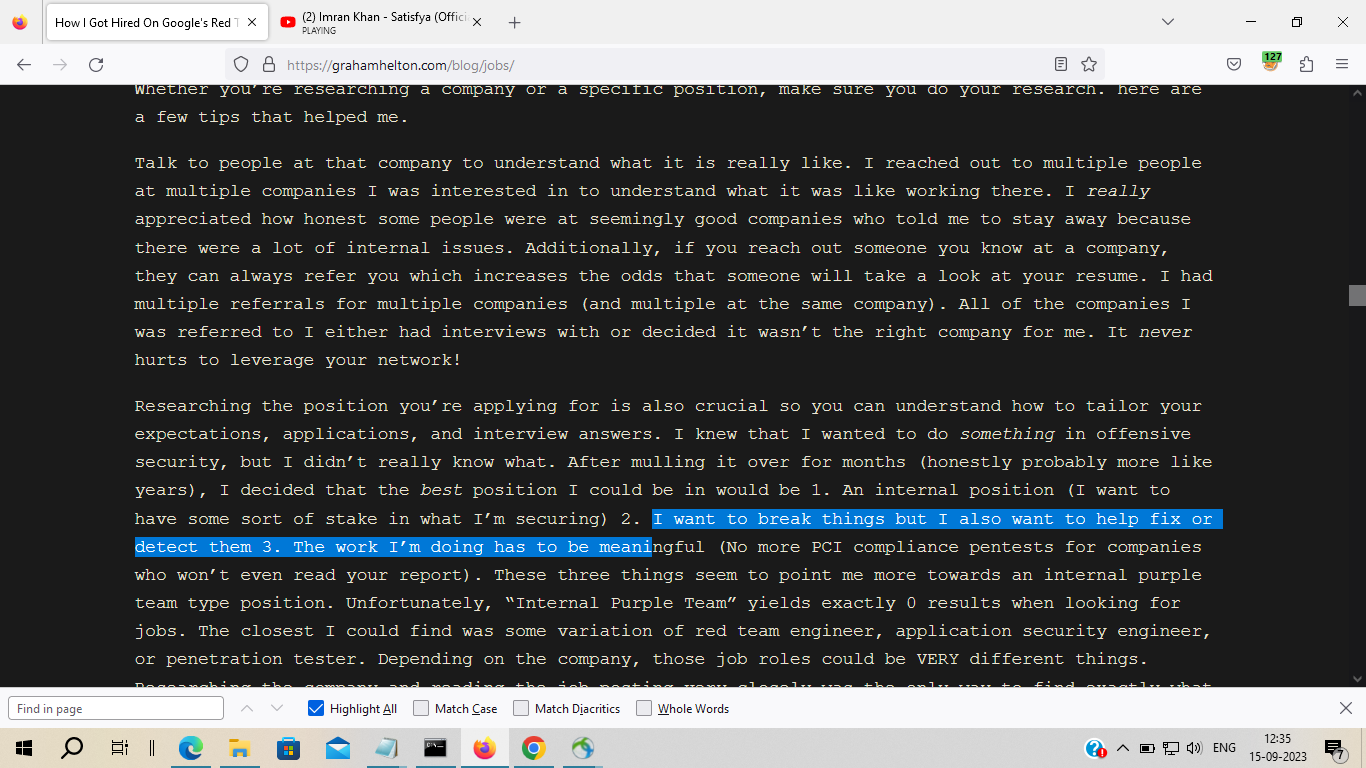 How I Got Hired On Google's Red T
(2) Imran Khan - Satisfya (Offici
PLAYING
https://grahamhelton.com/blog/jobs/
127
Whether you’re researching a company or a specific position, make sure you do your research. here are
a few tips that helped me.
Talk to people at that company to understand what it is really like. I reached out to multiple people
at multiple companies I was interested in to understand what it was like working there. I really
appreciated how honest some people were at seemingly good companies who told me to stay away because
there were a lot of internal issues. Additionally, if you reach out someone you know at a company,
they can always refer you which increases the odds that someone will take a look at your resume. I had
multiple referrals for multiple companies (and multiple at the same company). All of the companies I
was referred to I either had interviews with or decided it wasn’t the right company for me. It never
hurts to leverage your network!
Researching the position you’re applying for is also crucial so you can understand how to tailor your
expectations, applications, and interview answers. I knew that I wanted to do something in offensive
security, but I didn’t really know what. After mulling it over for months (honestly probably more like
years), I decided that the best position I could be in would be 1. An internal position (I want to
have some sort of stake in what I’m securing) 2. I want to break things but I also want to help fix or
detect them 3. The work I’m doing has to be meaningful (No more PCI compliance pentests for companies
who won’t even read your report). These three things seem to point me more towards an internal purple
team type position. Unfortunately, “Internal Purple Team” yields exactly 0 results when looking for
jobs. The closest I could find was some variation of red team engineer, application security engineer,
or penetration tester. Depending on the company, those job roles could be VERY different things.
Researching the company and reading the job posting very closely was the only way to find exactly what
Find in page
Highlight All
Match Case
Match Diacritics
Whole Words
ENG
12:35
15-09-2023
7